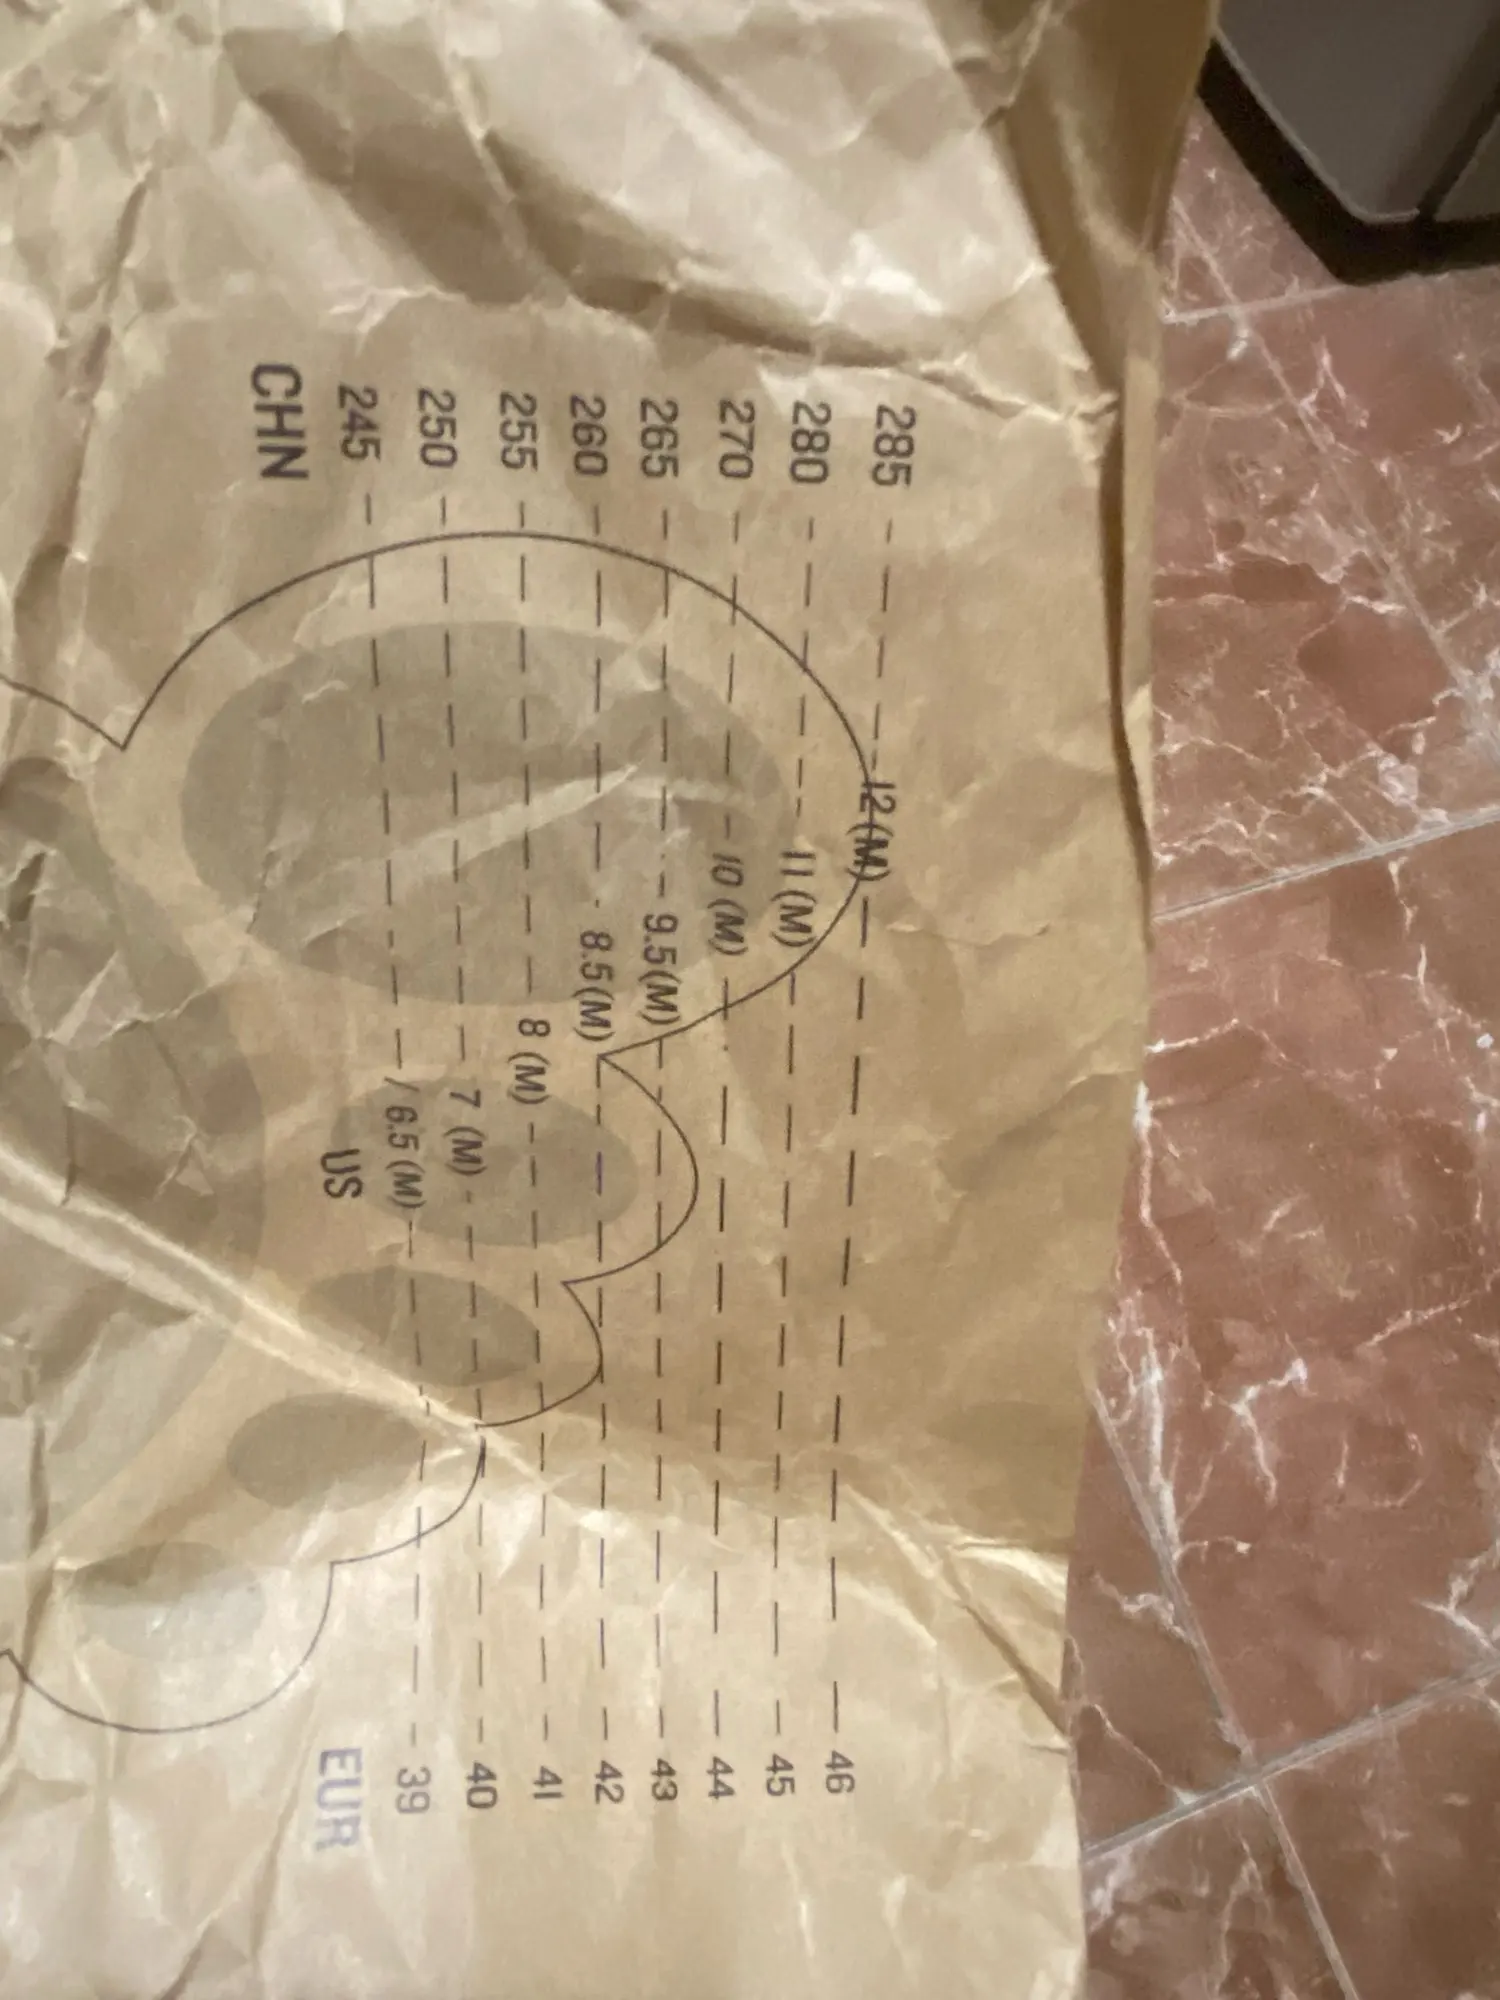 285 12 (M) 46
280 11 (M) 45
270 10 (M) 44
265 9.5 (M) 43
260 8.5 (M) 42
255 8 (M) 41
250 7 (M) 40
245 6.5 (M) 39
CHN US EUR